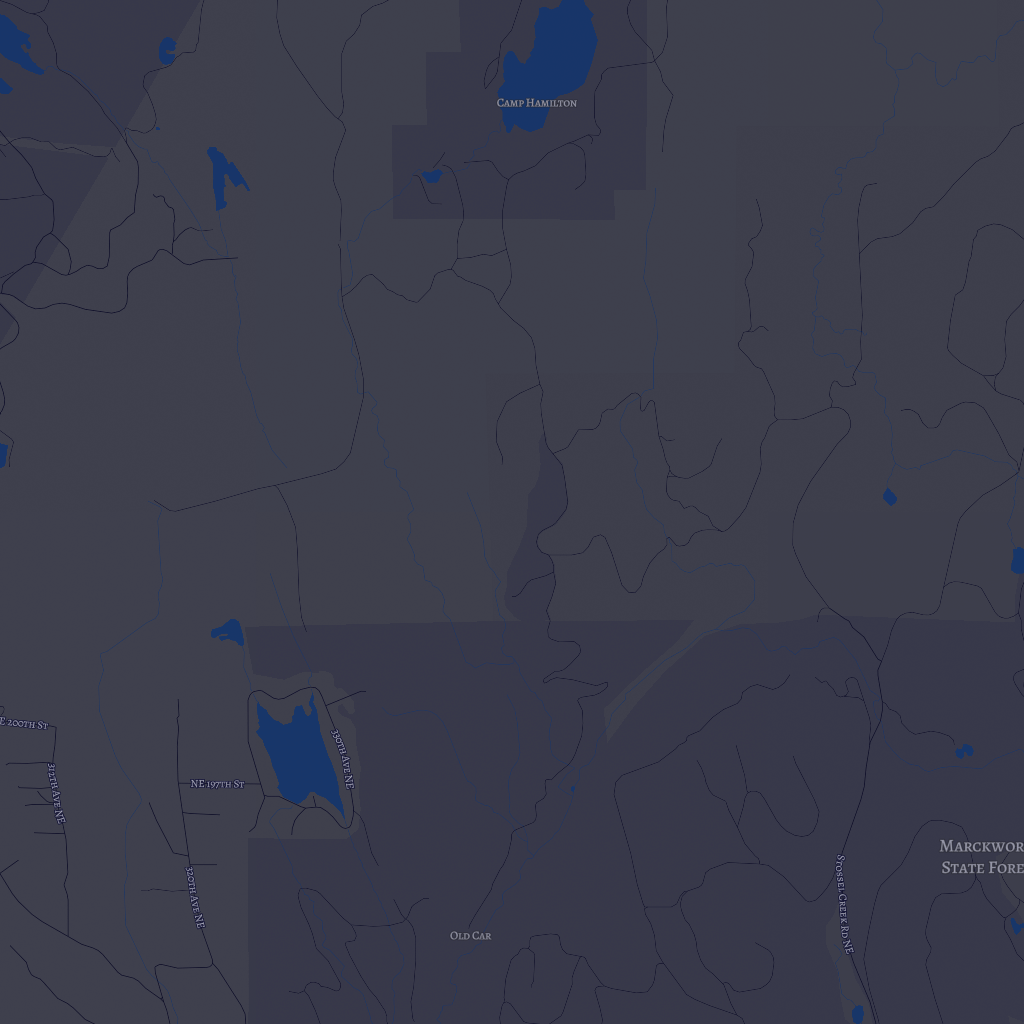 Camp Hamilton
E 200th St
312th Ave NE
NE 197th St
330th Ave NE
320th Ave NE
Stossel Creek Rd NE
Marckwor
State Fore
Old Car